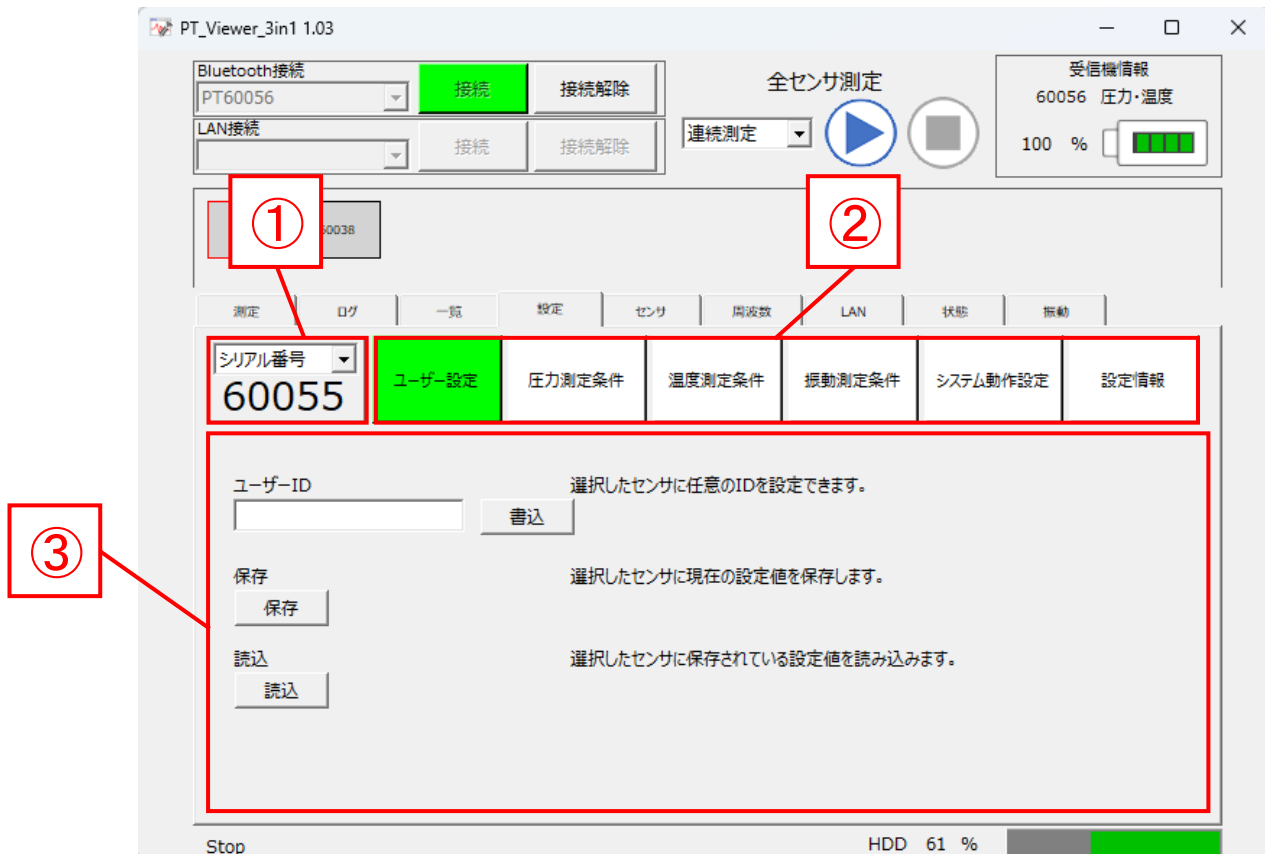 PT_Viewer_3in1 1.03
Bluetooth接続
PT60056
接続
接続解除
LAN接続
接続
接続解除
全センサ測定
連続測定
受信機情報
60056 圧力・温度
100 %
①
60038
②
測定
ログ
一覧
設定
センサ
周波数
LAN
状態
振動
シリアル番号
60055
ユーザー設定
圧力測定条件
温度測定条件
振動測定条件
システム動作設定
設定情報
③
ユーザーID
選択したセンサに任意のIDを設定できます。
書込
保存
選択したセンサに現在の設定値を保存します。
保存
読込
選択したセンサに保存されている設定値を読み込みます。
読込
Stop
HDD 61 %